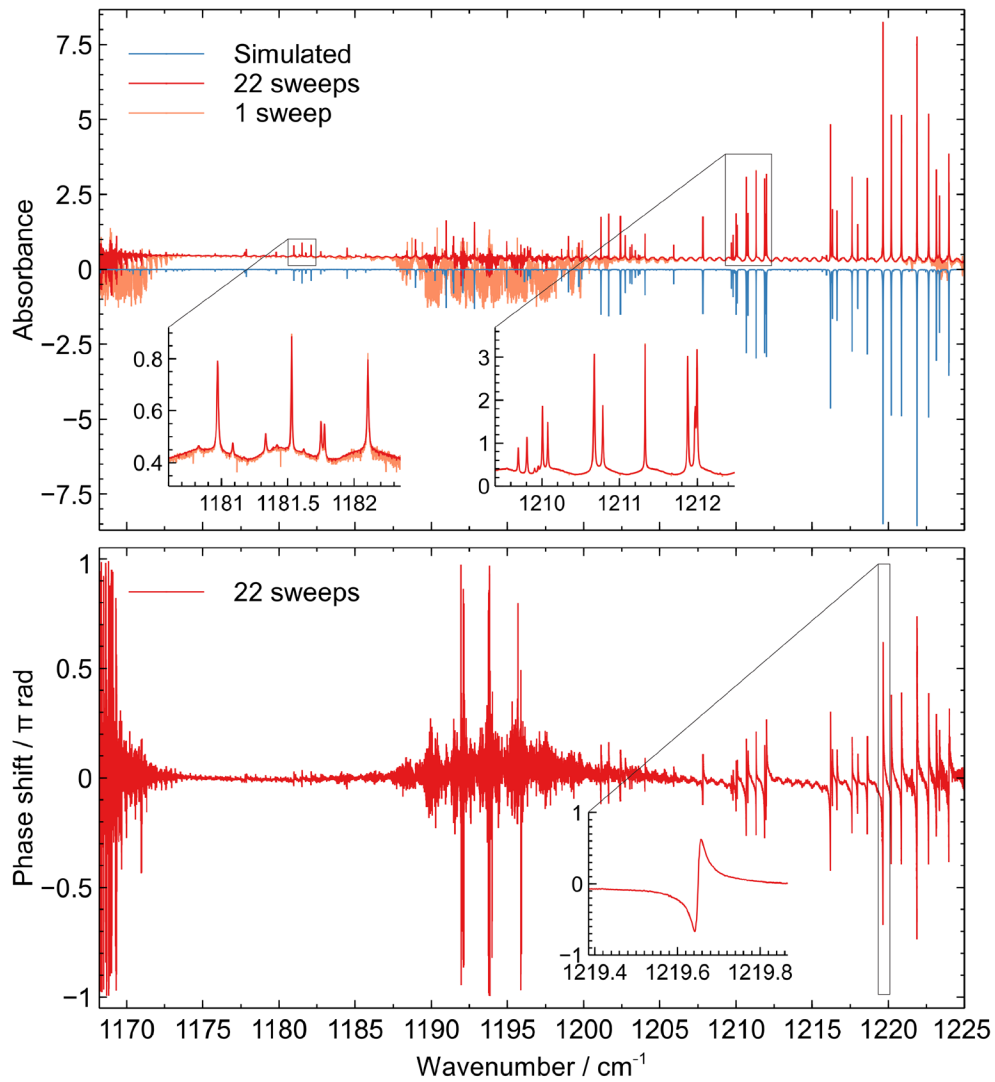 7.5
5
2.5
0
−2.5
−5
−7.5
Absorbance
Simulated
22 sweeps
1 sweep
0.8
0.6
0.4
1181 1181.5 1182
3
2
1
0
1210 1211 1212
1
0.5
0
−0.5
−1
Phase shift / π rad
22 sweeps
1
0
−1
1219.4 1219.6 1219.8
1170 1175 1180 1185 1190 1195 1200 1205 1210 1215 1220 1225
Wavenumber / cm⁻¹